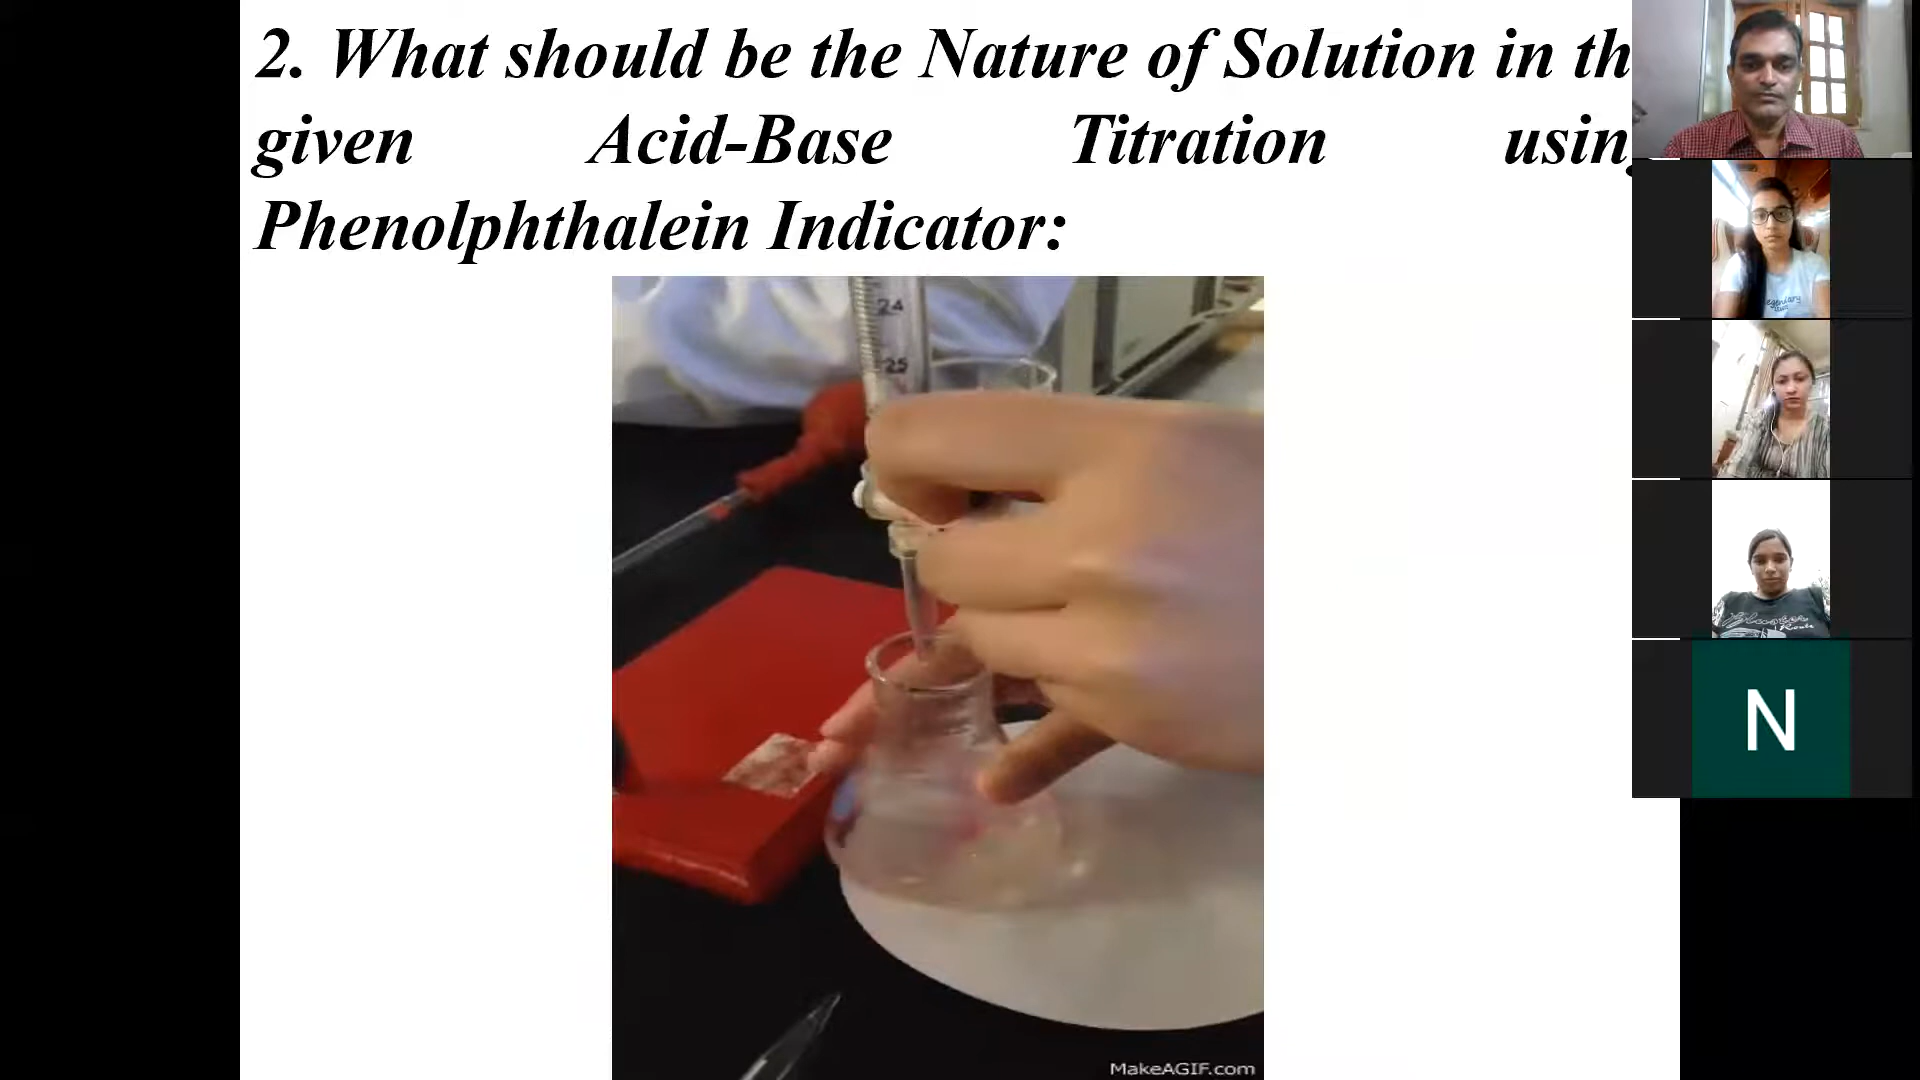 2. What should be the Nature of Solution in th
given Acid-Base Titration usin
Phenolphthalein Indicator:
24
25
MakeAGIF.com
N